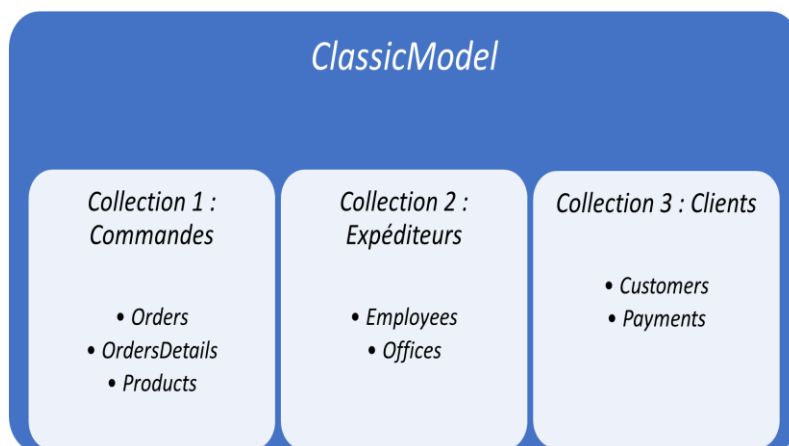 ClassicModel
Collection 1 :
Commandes
• Orders
• OrdersDetails
• Products
Collection 2 :
Expéditeurs
• Employees
• Offices
Collection 3 : Clients
• Customers
• Payments